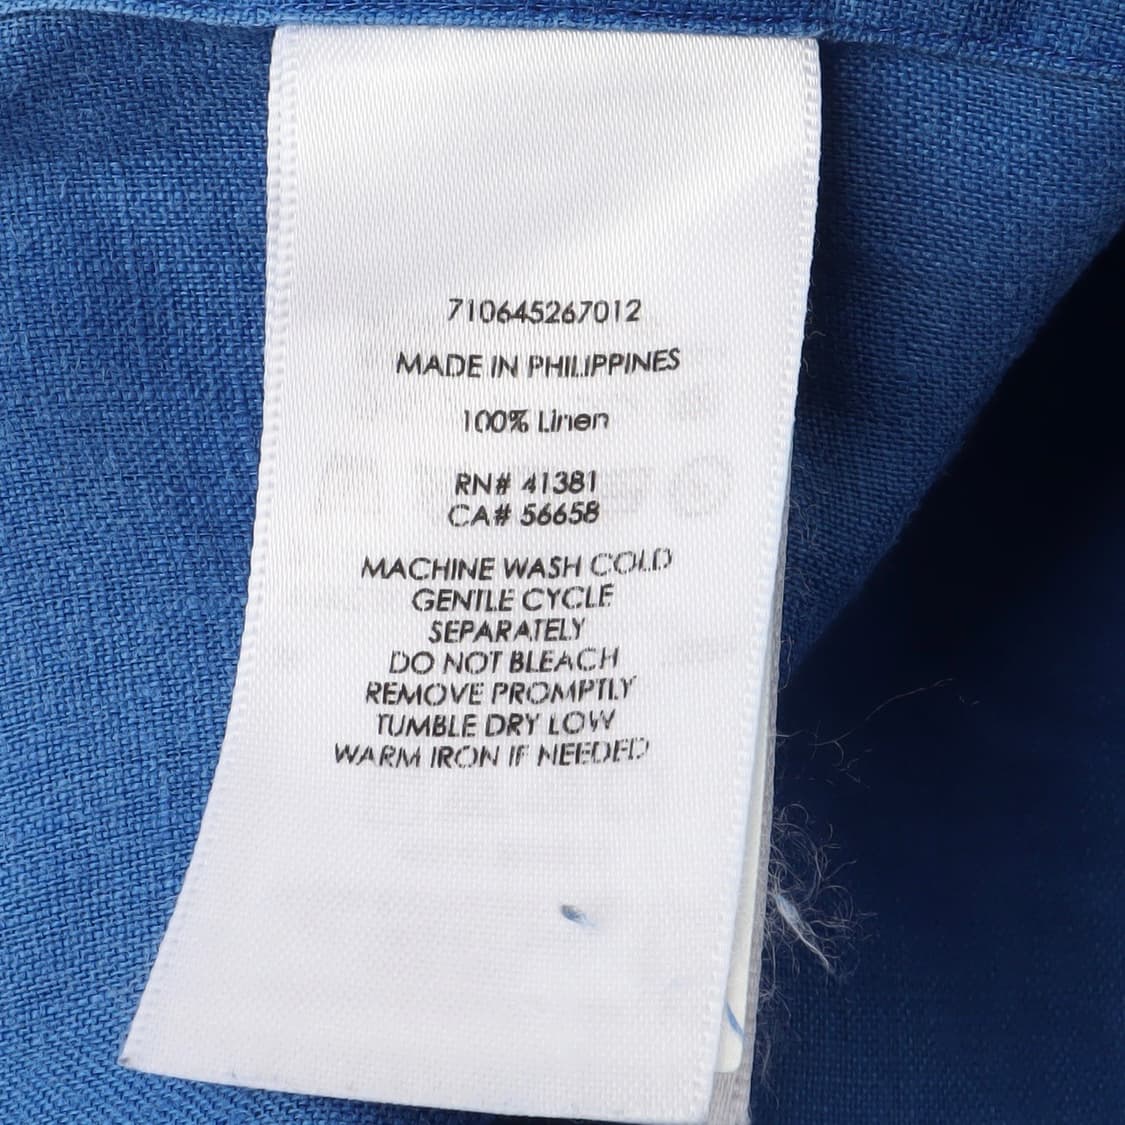 710645267012
MADE IN PHILIPPINES
100% Linen
RN# 41381
CA# 56658
MACHINE WASH COLD
GENTLE CYCLE
SEPARATELY
DO NOT BLEACH
REMOVE PROMPTLY
TUMBLE DRY LOW
WARM IRON IF NEEDED